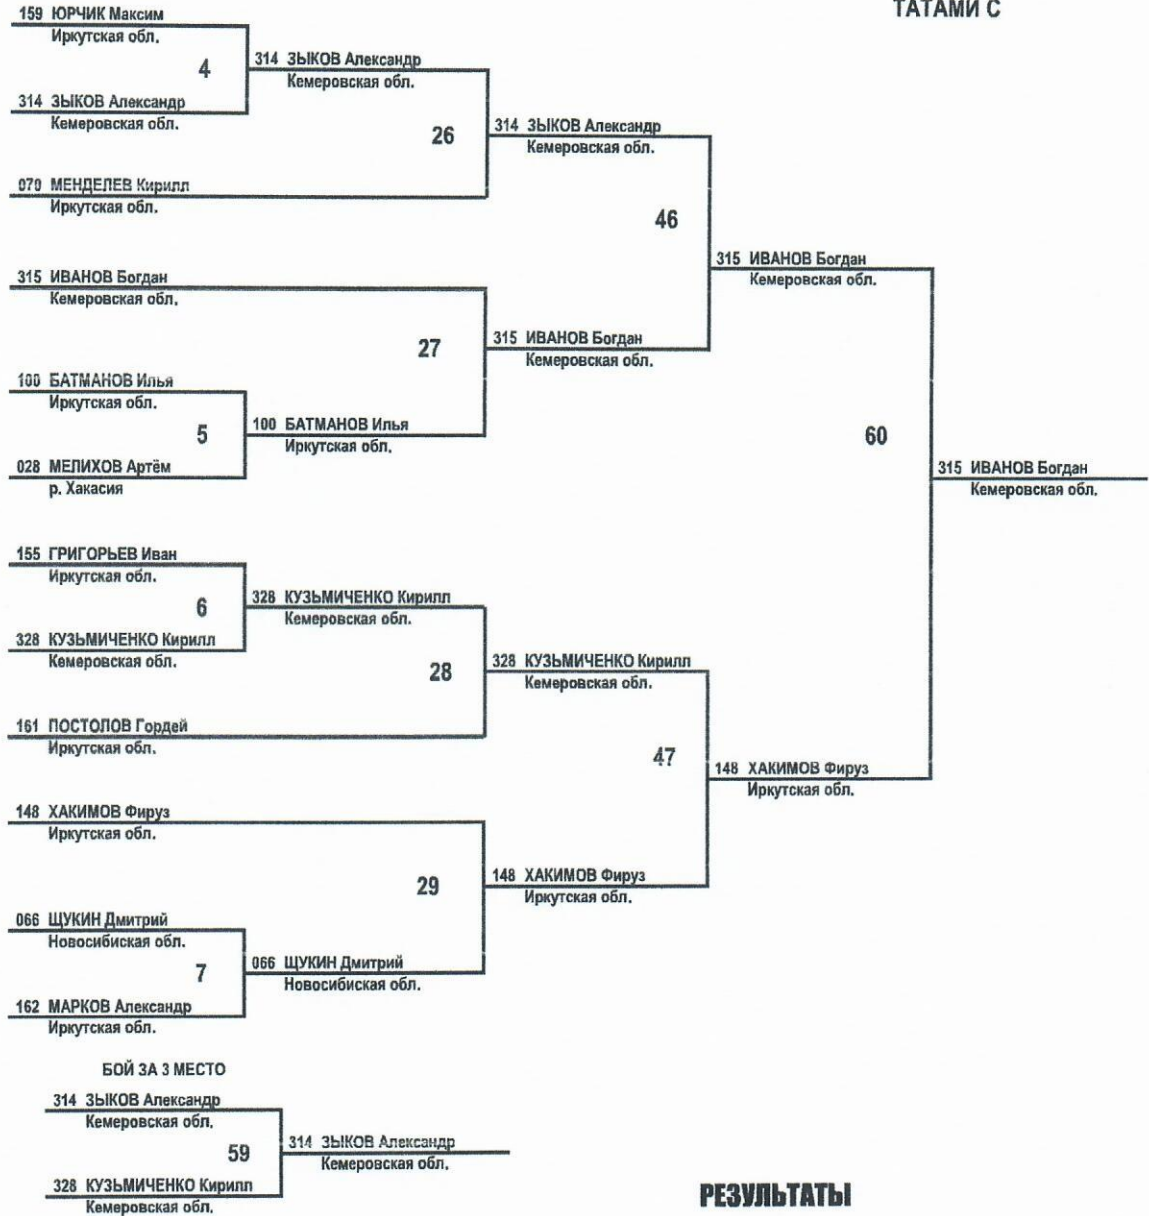 ТАТАМИ С
159 ЮРЧИК Максим
Иркутская обл.
4
314 ЗЫКОВ Александр
Кемеровская обл.
314 ЗЫКОВ Александр
Кемеровская обл.
26
314 ЗЫКОВ Александр
Кемеровская обл.
070 МЕНДЕЛЕВ Кирилл
Иркутская обл.
46
315 ИВАНОВ Богдан
Кемеровская обл.
315 ИВАНОВ Богдан
Кемеровская обл.
27
315 ИВАНОВ Богдан
Кемеровская обл.
100 БАТМАНОВ Илья
Иркутская обл.
5
100 БАТМАНОВ Илья
Иркутская обл.
60
028 МЕЛИХОВ Артём
р. Хакасия
315 ИВАНОВ Богдан
Кемеровская обл.
155 ГРИГОРЬЕВ Иван
Иркутская обл.
6
328 КУЗЬМИЧЕНКО Кирилл
Кемеровская обл.
328 КУЗЬМИЧЕНКО Кирилл
Кемеровская обл.
28
328 КУЗЬМИЧЕНКО Кирилл
Кемеровская обл.
161 ПОСТОЛОВ Гордей
Иркутская обл.
47
148 ХАКИМОВ Фируз
Иркутская обл.
148 ХАКИМОВ Фируз
Иркутская обл.
29
148 ХАКИМОВ Фируз
Иркутская обл.
066 ЩУКИН Дмитрий
Новосибиская обл.
7
066 ЩУКИН Дмитрий
Новосибиская обл.
162 МАРКОВ Александр
Иркутская обл.
БОЙ ЗА 3 МЕСТО
314 ЗЫКОВ Александр
Кемеровская обл.
59
314 ЗЫКОВ Александр
Кемеровская обл.
328 КУЗЬМИЧЕНКО Кирилл
Кемеровская обл.
РЕЗУЛЬТАТЫ